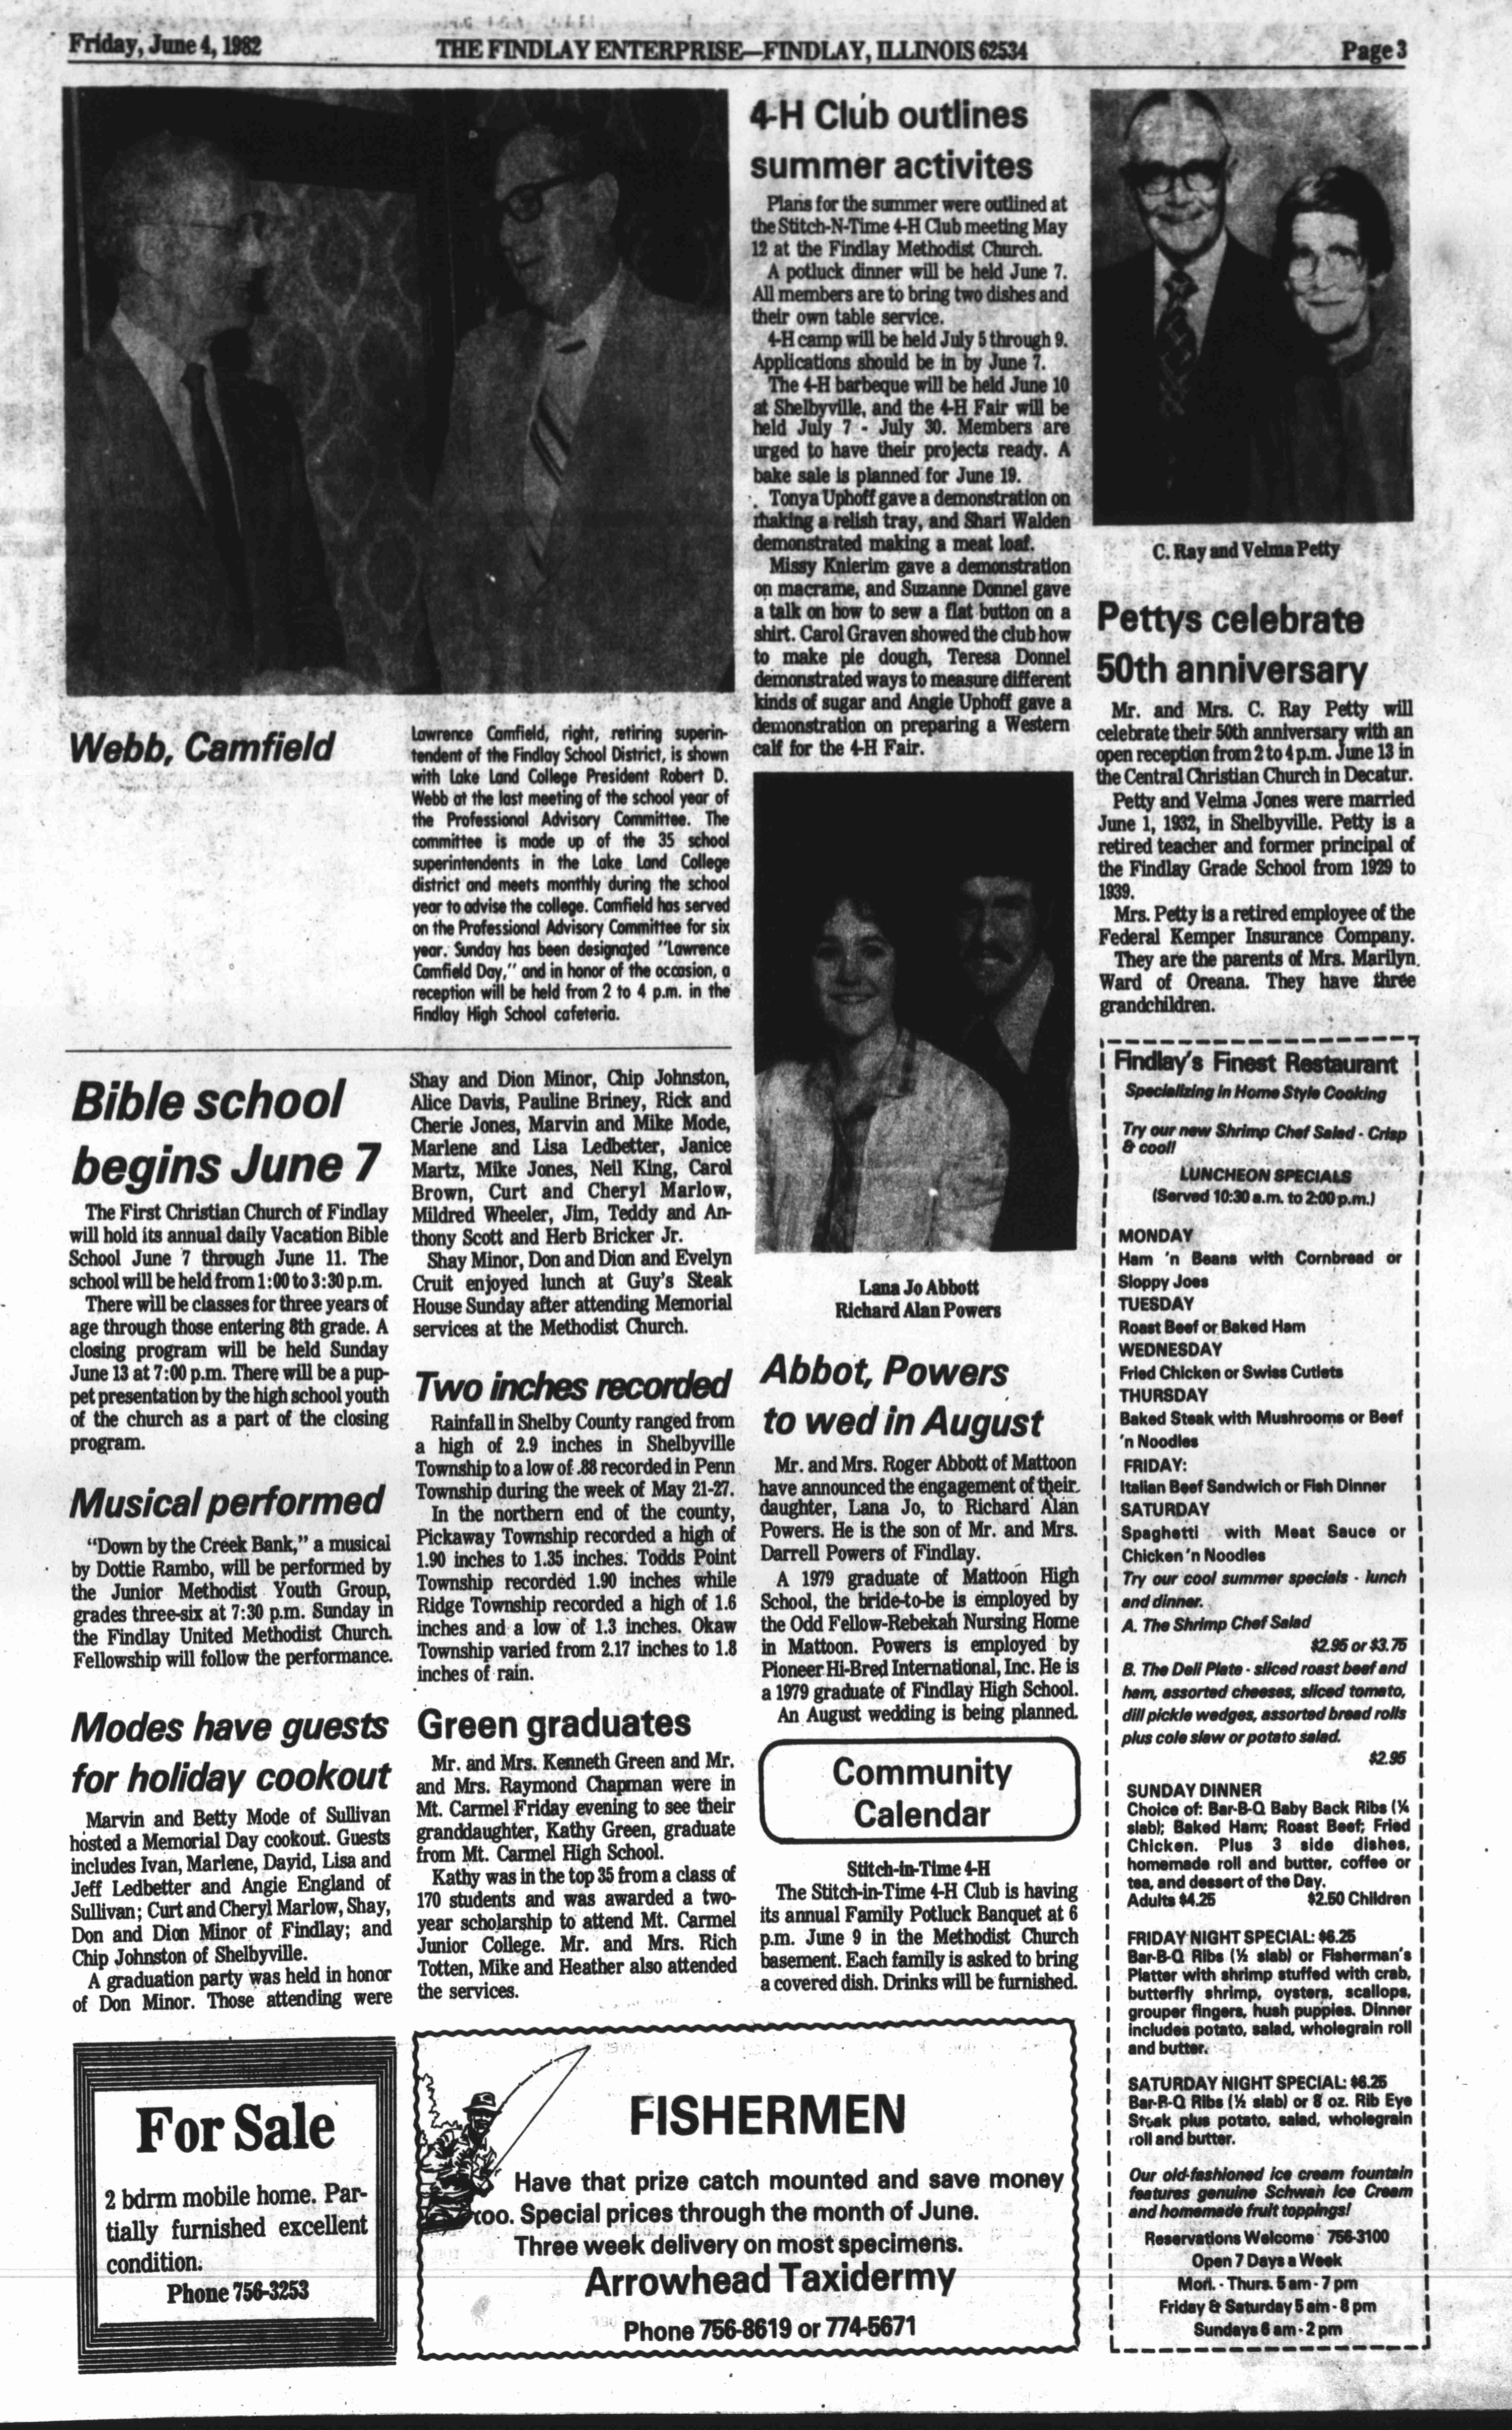 Friday, June 4, 1982
THE FINDLAY ENTERPRISE—FINDLAY, ILLINOIS 62534
Page 3
Webb, Camfield
Lawrence Camfield, right, retiring superin-
tendent of the Findlay School District, is shown
with Lake Land College President Robert D.
Webb at the last meeting of the school year of
the Professional Advisory Committee. The
committee is made up of the 35 school
superintendents in the Lake Land College
district and meets monthly during the school
year to advise the college. Camfield has served
on the Professional Advisory Committee for six
year. Sunday has been designated "Lawrence
Camfield Day," and in honor of the occasion, a
reception will be held from 2 to 4 p.m. in the
Findlay High School cafeteria.
Bible school
begins June 7
The First Christian Church of Findlay
will hold its annual daily Vacation Bible
School June 7 through June 11. The
school will be held from 1:00 to 3:30 p.m.
There will be classes for three years of
age through those entering 8th grade. A
closing program will be held Sunday
June 13 at 7:00 p.m. There will be a pup-
pet presentation by the high school youth
of the church as a part of the closing
program.
Musical performed
"Down by the Creek Bank," a musical
by Dottie Rambo, will be performed by
the Junior Methodist Youth Group,
grades three-six at 7:30 p.m. Sunday in
the Findlay United Methodist Church.
Fellowship will follow the performance.
Modes have guests
for holiday cookout
Marvin and Betty Mode of Sullivan
hosted a Memorial Day cookout. Guests
includes Ivan, Marlene, David, Lisa and
Jeff Ledbetter and Angie England of
Sullivan; Curt and Cheryl Marlow, Shay,
Don and Dion Minor of Findlay; and
Chip Johnston of Shelbyville.
A graduation party was held in honor
of Don Minor. Those attending were
Shay and Dion Minor, Chip Johnston,
Alice Davis, Pauline Briney, Rick and
Cherie Jones, Marvin and Mike Mode,
Marlene and Lisa Ledbetter, Janice
Martz, Mike Jones, Neil King, Carol
Brown, Curt and Cheryl Marlow,
Mildred Wheeler, Jim, Teddy and An-
thony Scott and Herb Bricker Jr.
Shay Minor, Don and Dion and Evelyn
Cruit enjoyed lunch at Guy's Steak
House Sunday after attending Memorial
services at the Methodist Church.
Two inches recorded
Rainfall in Shelby County ranged from
a high of 2.9 inches in Shelbyville
Township to a low of .88 recorded in Penn
Township during the week of May 21-27.
In the northern end of the county,
Pickaway Township recorded a high of
1.90 inches to 1.35 inches. Todds Point
Township recorded 1.90 inches while
Ridge Township recorded a high of 1.6
inches and a low of 1.3 inches. Okaw
Township varied from 2.17 inches to 1.8
inches of rain.
Green graduates
Mr. and Mrs. Kenneth Green and Mr.
and Mrs. Raymond Chapman were in
Mt. Carmel Friday evening to see their
granddaughter, Kathy Green, graduate
from Mt. Carmel High School.
Kathy was in the top 35 from a class of
170 students and was awarded a two-
year scholarship to attend Mt. Carmel
Junior College. Mr. and Mrs. Rich
Totten, Mike and Heather also attended
the services.
4-H Club outlines
summer activites
Plans for the summer were outlined at
the Stitch-N-Time 4-H Club meeting May
12 at the Findlay Methodist Church.
A potluck dinner will be held June 7.
All members are to bring two dishes and
their own table service.
4-H camp will be held July 5 through 9.
Applications should be in by June 7.
The 4-H barbeque will be held June 10
at Shelbyville, and the 4-H Fair will be
held July 7 - July 30. Members are
urged to have their projects ready. A
bake sale is planned for June 19.
Tonya Uphoff gave a demonstration on
making a relish tray, and Shari Walden
demonstrated making a meat loaf.
Missy Knierim gave a demonstration
on macrame, and Suzanne Donnel gave
a talk on how to sew a flat button on a
shirt. Carol Graven showed the club how
to make pie dough, Teresa Donnel
demonstrated ways to measure different
kinds of sugar and Angie Uphoff gave a
demonstration on preparing a Western
calf for the 4-H Fair.
Lana Jo Abbott
Richard Alan Powers
Abbot, Powers
to wed in August
Mr. and Mrs. Roger Abbott of Mattoon
have announced the engagement of their
daughter, Lana Jo, to Richard Alan
Powers. He is the son of Mr. and Mrs.
Darrell Powers of Findlay.
A 1979 graduate of Mattoon High
School, the bride-to-be is employed by
the Odd Fellow-Rebekah Nursing Home
in Mattoon. Powers is employed by
Pioneer Hi-Bred International, Inc. He is
a 1979 graduate of Findlay High School.
An August wedding is being planned.
Community
Calendar
Stitch-in-Time 4-H
The Stitch-in-Time 4-H Club is having
its annual Family Potluck Banquet at 6
p.m. June 9 in the Methodist Church
basement. Each family is asked to bring
a covered dish. Drinks will be furnished.
C. Ray and Velma Petty
Pettys celebrate
50th anniversary
Mr. and Mrs. C. Ray Petty will
celebrate their 50th anniversary with an
open reception from 2 to 4 p.m. June 13 in
the Central Christian Church in Decatur.
Petty and Velma Jones were married
June 1, 1932, in Shelbyville. Petty is a
retired teacher and former principal of
the Findlay Grade School from 1929 to
1939.
Mrs. Petty is a retired employee of the
Federal Kemper Insurance Company.
They are the parents of Mrs. Marilyn
Ward of Oreana. They have three
grandchildren.
Findlay's Finest Restaurant
Specializing in Home Style Cooking
Try our new Shrimp Chef Salad - Crisp
& cool!
LUNCHEON SPECIALS
(Served 10:30 a.m. to 2:00 p.m.)
MONDAY
Ham 'n Beans with Cornbread or
Sloppy Joes
TUESDAY
Roast Beef or Baked Ham
WEDNESDAY
Fried Chicken or Swiss Cutlets
THURSDAY
Baked Steak with Mushrooms or Beef
'n Noodles
FRIDAY:
Italian Beef Sandwich or Fish Dinner
SATURDAY
Spaghetti with Meat Sauce or
Chicken 'n Noodles
Try our cool summer specials - lunch
and dinner.
A. The Shrimp Chef Salad
$2.95 or $3.75
B. The Deli Plate - sliced roast beef and
ham, assorted cheeses, sliced tomato,
dill pickle wedges, assorted bread rolls
plus cole slaw or potato salad.
$2.95
SUNDAY DINNER
Choice of: Bar-B-Q Baby Back Ribs (¼
slab); Baked Ham; Roast Beef; Fried
Chicken. Plus 3 side dishes,
homemade roll and butter, coffee or
tea, and dessert of the Day.
Adults $4.25 $2.50 Children
FRIDAY NIGHT SPECIAL: $6.25
Bar-B-Q Ribs (½ slab) or Fisherman's
Platter with shrimp stuffed with crab,
butterfly shrimp, oysters, scallops,
grouper fingers, hush puppies. Dinner
includes potato, salad, wholegrain roll
and butter.
SATURDAY NIGHT SPECIAL: $6.25
Bar-B-Q Ribs (½ slab) or 8 oz. Rib Eye
Steak plus potato, salad, wholegrain
roll and butter.
Our old-fashioned ice cream fountain
features genuine Schwan Ice Cream
and homemade fruit toppings!
Reservations Welcome 756-3100
Open 7 Days a Week
Mon. - Thurs. 5 am - 7 pm
Friday & Saturday 5 am - 8 pm
Sundays 6 am - 2 pm
For Sale
2 bdrm mobile home. Par-
tially furnished excellent
condition.
Phone 756-3253
FISHERMEN
Have that prize catch mounted and save money
too. Special prices through the month of June.
Three week delivery on most specimens.
Arrowhead Taxidermy
Phone 756-8619 or 774-5671